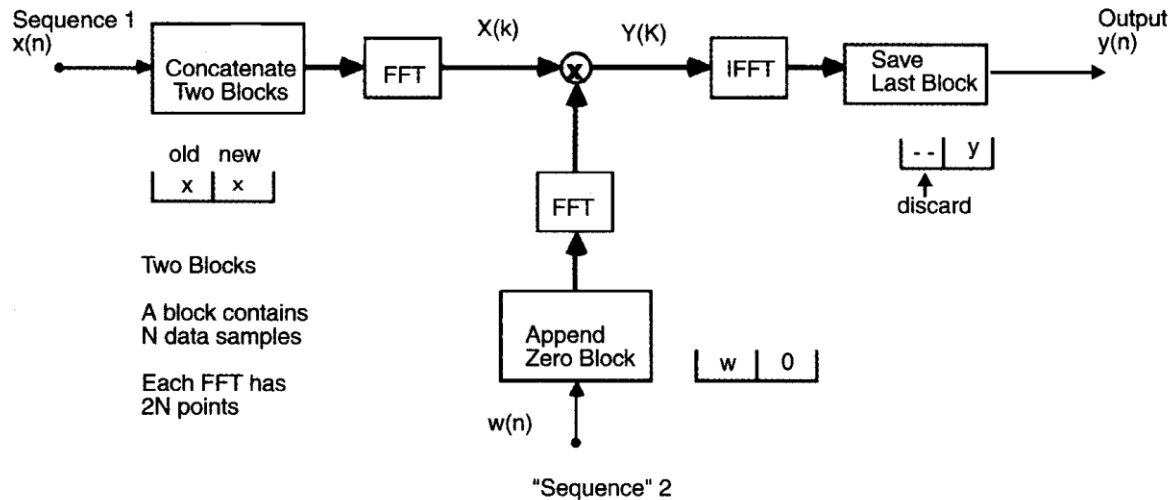 Sequence 1
x(n)
Concatenate
Two Blocks
FFT
X(k)
x
Y(K)
IFFT
Save
Last Block
Output
y(n)
old new
x x
-- y
discard
FFT
Two Blocks
A block contains
N data samples
Each FFT has
2N points
Append
Zero Block
w 0
w(n)
"Sequence" 2